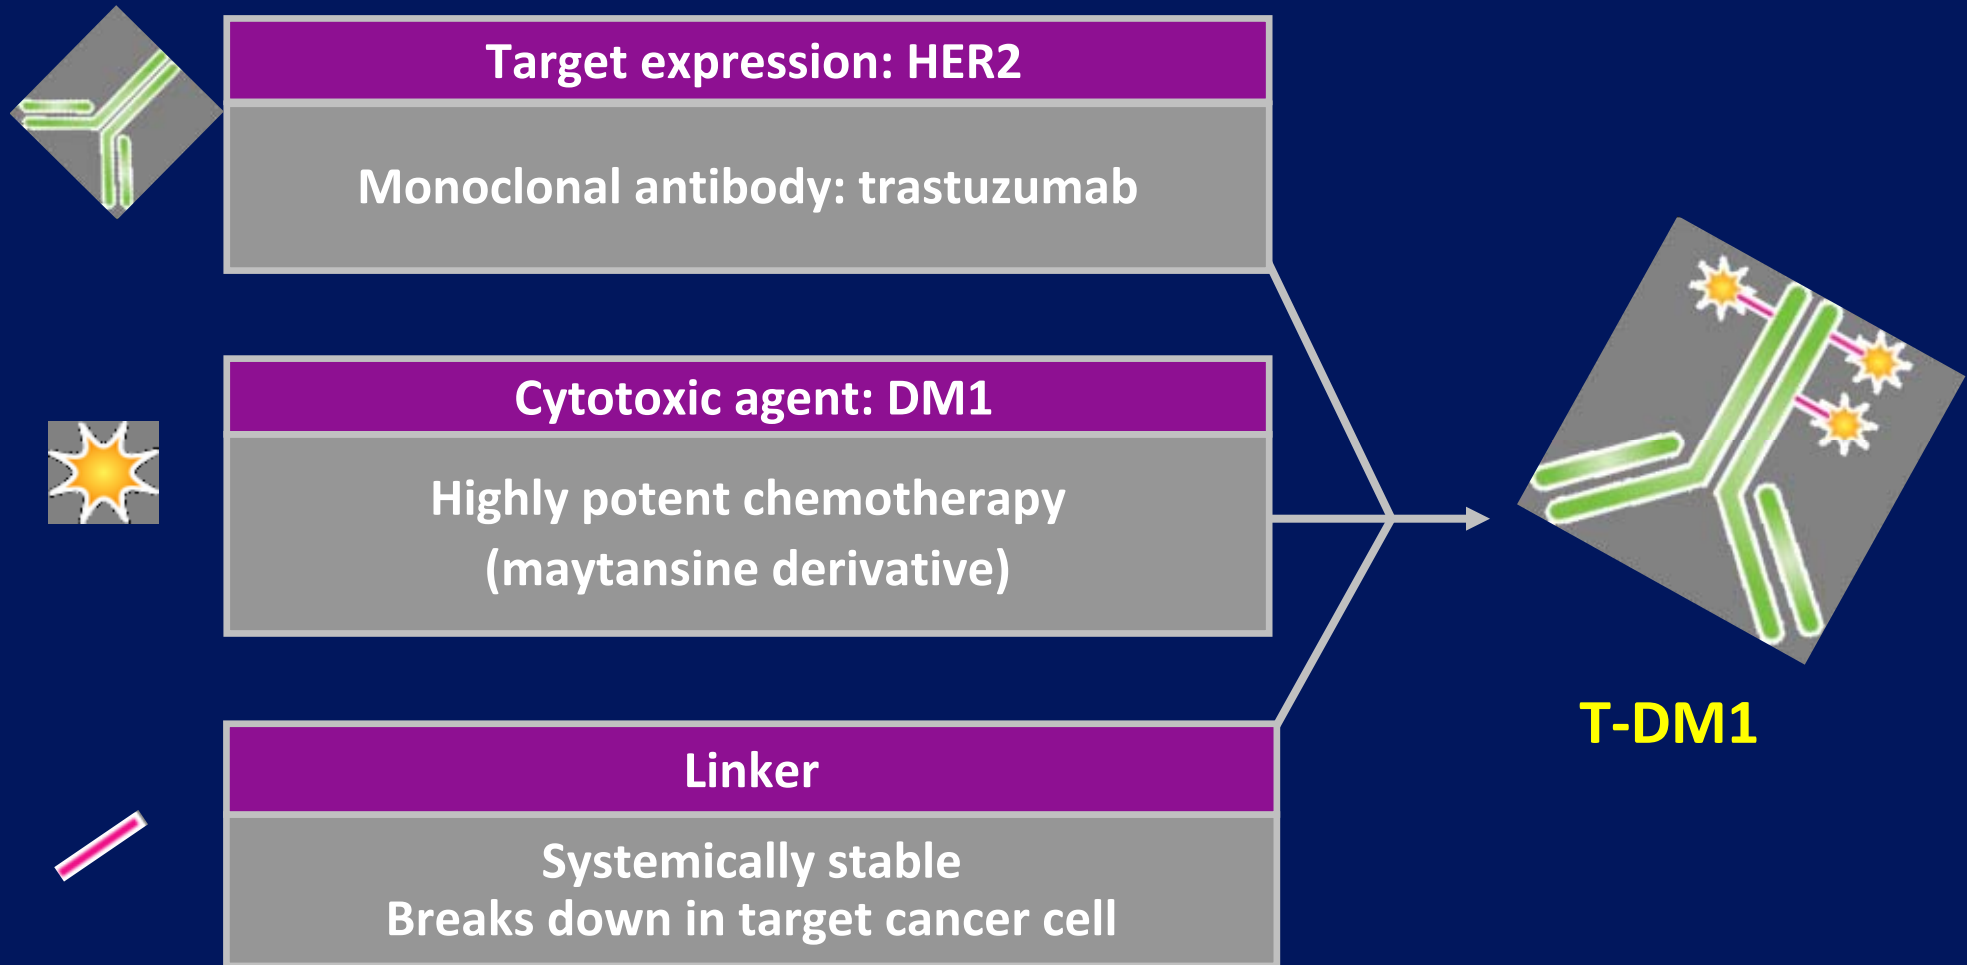 Target expression: HER2
Monoclonal antibody: trastuzumab
Cytotoxic agent: DM1
Highly potent chemotherapy
(maytansine derivative)
Linker
Systemically stable
Breaks down in target cancer cell
T-DM1